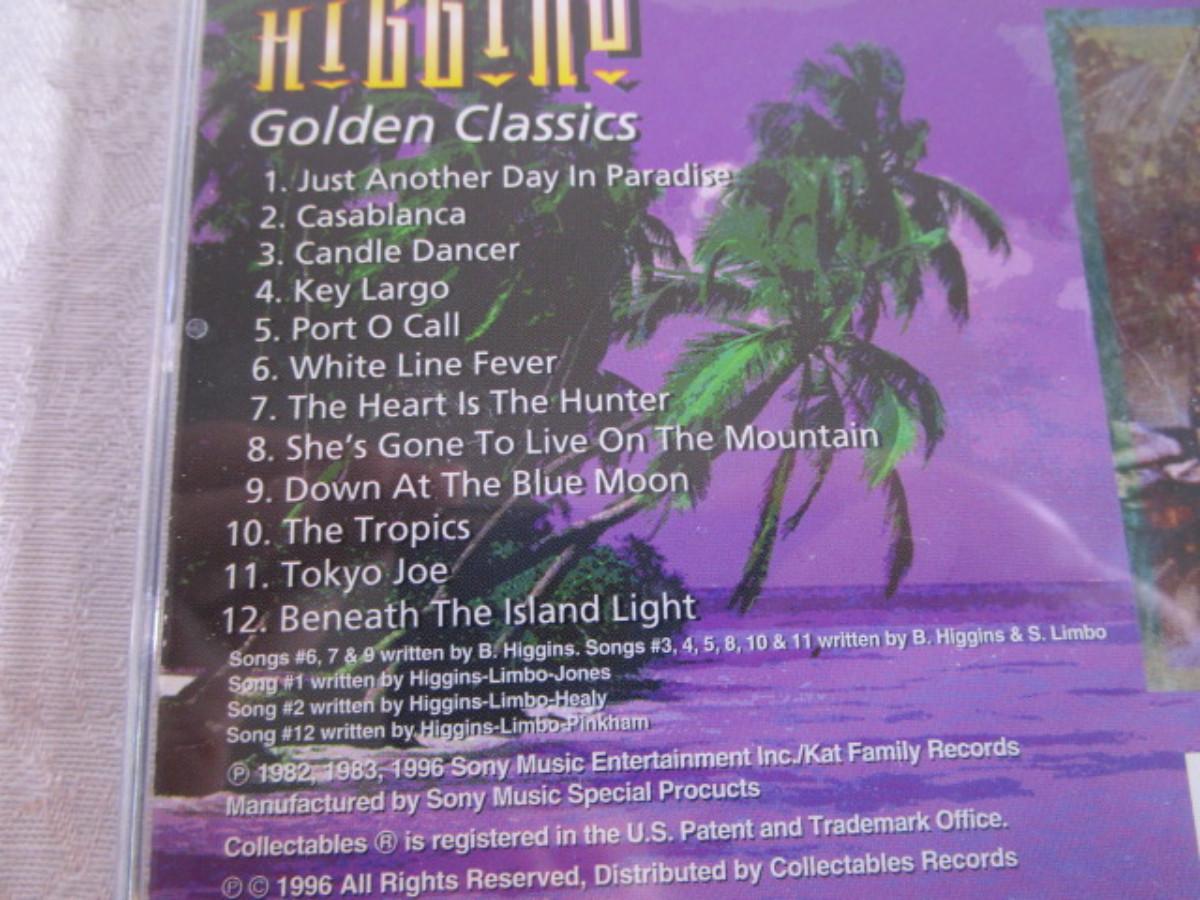 HIGGINS
Golden Classics
1. Just Another Day In Paradise
2. Casablanca
3. Candle Dancer
4. Key Largo
5. Port O Call
6. White Line Fever
7. The Heart Is The Hunter
8. She's Gone To Live On The Mountain
9. Down At The Blue Moon
10. The Tropics
11. Tokyo Joe
12. Beneath The Island Light
Songs #6, 7 & 9 written by B. Higgins. Songs #3, 4, 5, 8, 10 & 11 written by B. Higgins & S. Limbo
Song #1 written by Higgins-Limbo-Jones
Song #2 written by Higgins-Limbo-Healy
Song #12 written by Higgins-Limbo-Pinkham
℗ 1982, 1983, 1996 Sony Music Entertainment Inc./Kat Family Records
Manufactured by Sony Music Special Procucts
Collectables ® is registered in the U.S. Patent and Trademark Office.
℗ © 1996 All Rights Reserved, Distributed by Collectables Records